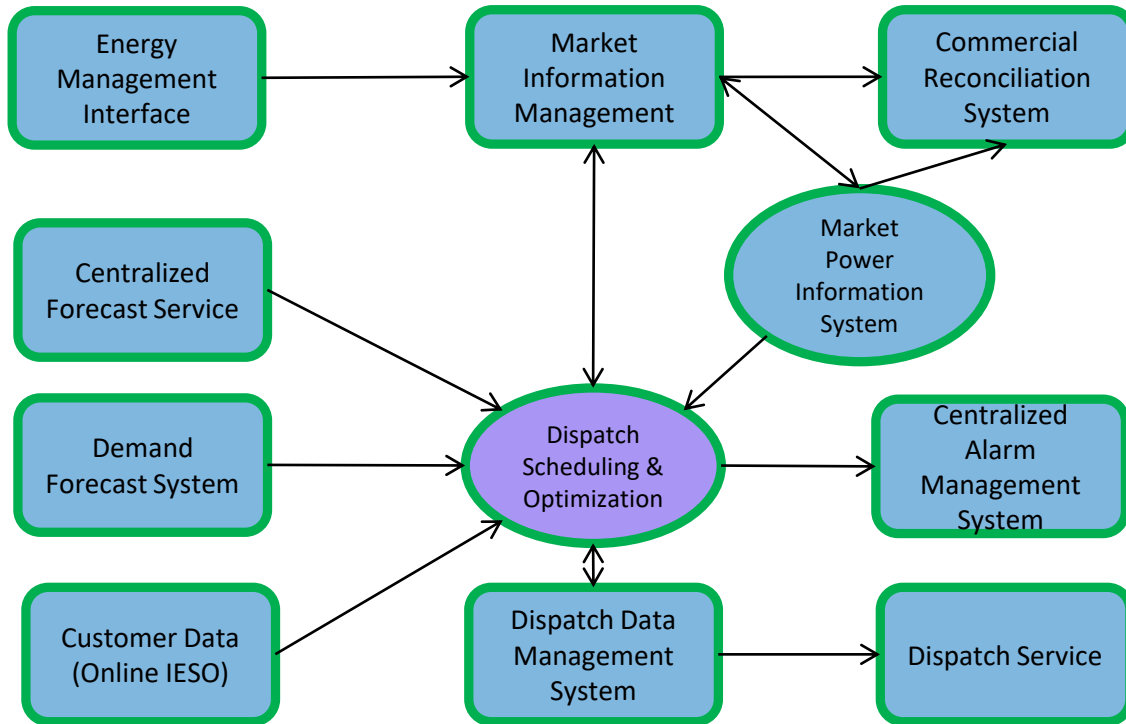 Energy
Management
Interface
Market
Information
Management
Commercial
Reconciliation
System
Centralized
Forecast Service
Market
Power
Information
System
Demand
Forecast System
Dispatch
Scheduling &
Optimization
Centralized
Alarm
Management
System
Customer Data
(Online IESO)
Dispatch Data
Management
System
Dispatch Service